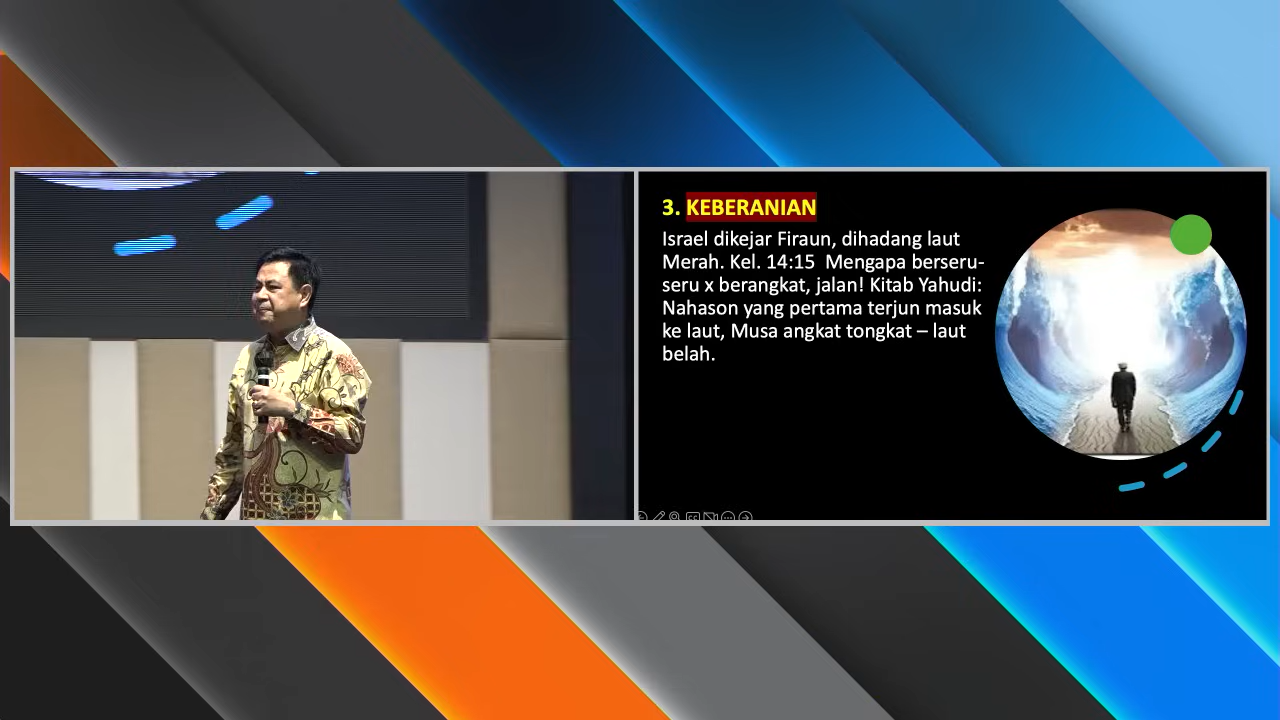 3. KEBERANIAN
Israel dikejar Firaun, dihadang laut
Merah. Kel. 14:15  Mengapa berseru-
seru x berangkat, jalan! Kitab Yahudi:
Nahason yang pertama terjun masuk
ke laut, Musa angkat tongkat – laut
belah.